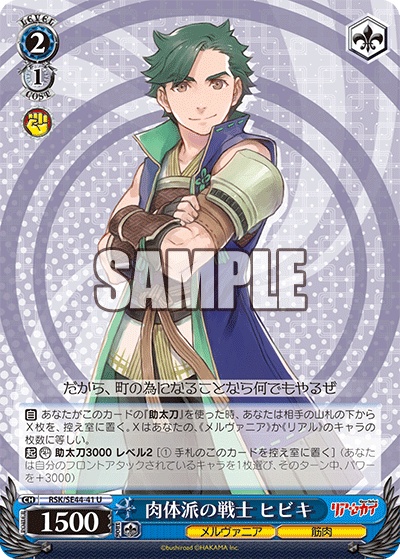 LEVEL
2
1
COST
SAMPLE
だから、町の為になることなら何でもやるぜ
自 あなたがこのカードの「助太刀」を使った時、あなたは相手の山札の下から
X枚を、控え室に置く。Xはあなたの、《メルヴァニア》か《リアル》のキャラ
の枚数に等しい。
起 助太刀3000 レベル2 [① 手札のこのカードを控え室に置く] (あなた
は自分のフロントアタックされているキャラを1枚選び、そのターン中、パワー
を+3000)
CH RSK/SE44-41 U
1500 肉体派の戦士 ヒビキ
メルヴァニア 筋肉
©bushiroad ©HAKAMA Inc.